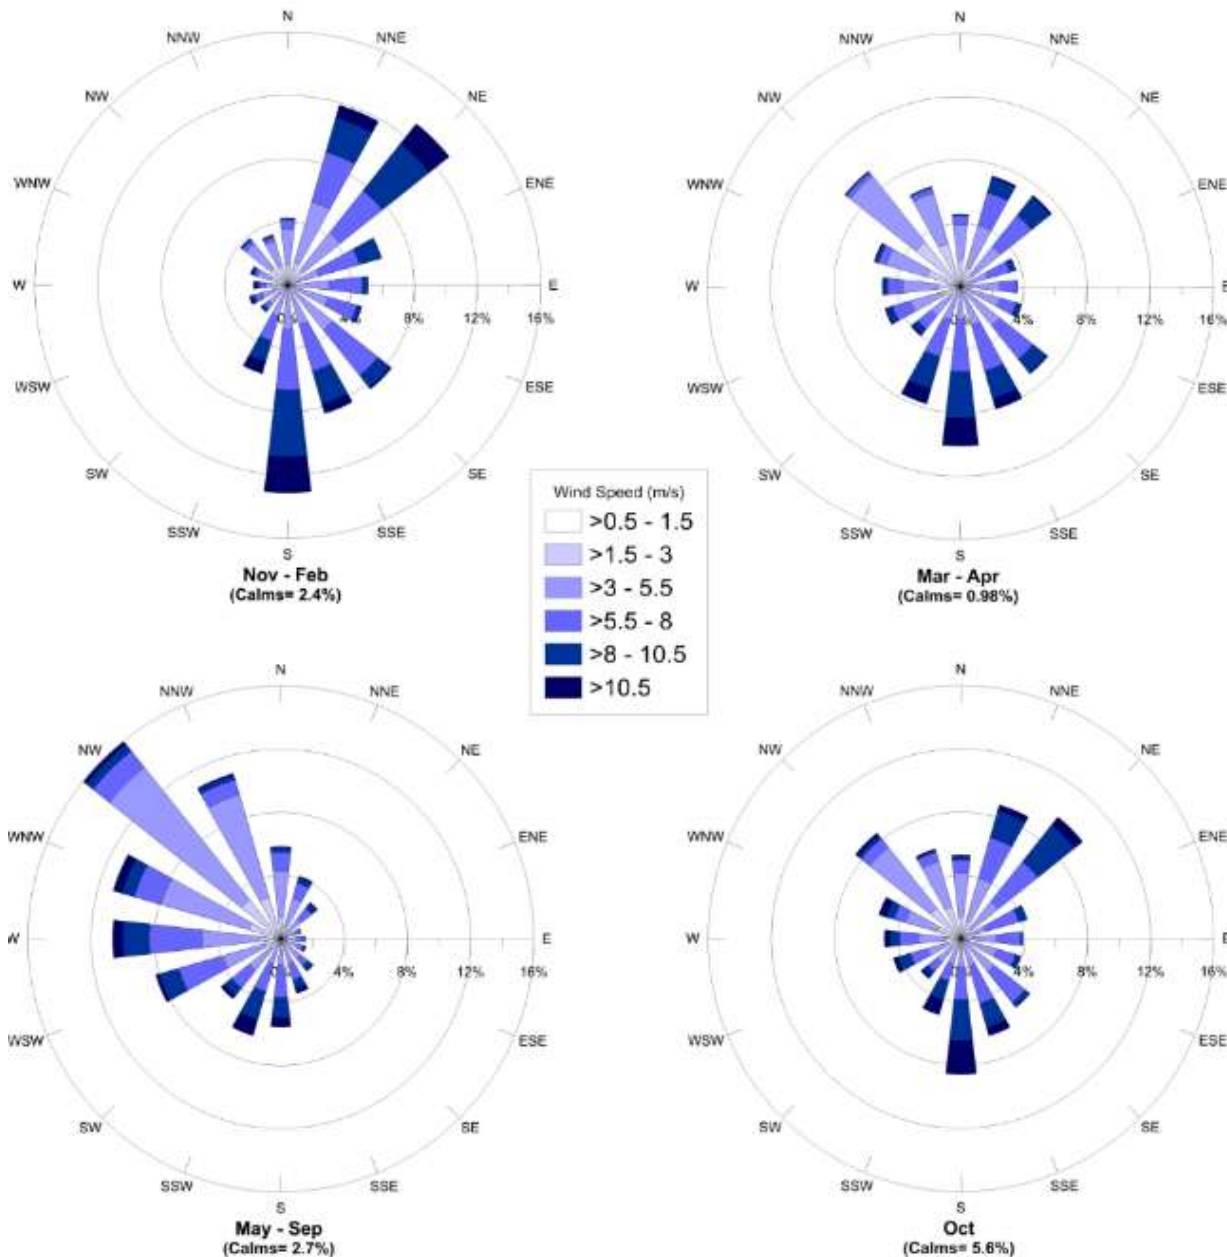 N
NNW NNE
NW NE
WNW ENE
W E
0% 4% 8% 12% 16%
WSW ESE
SW SE
SSW SSE
S
Nov - Feb
(Calms= 2.4%)
N
NNW NNE
NW NE
WNW ENE
W E
0% 4% 8% 12% 16%
WSW ESE
SW SE
SSW SSE
S
Mar - Apr
(Calms= 0.98%)
Wind Speed (m/s)
>0.5 - 1.5
>1.5 - 3
>3 - 5.5
>5.5 - 8
>8 - 10.5
>10.5
N
NNW NNE
NW NE
WNW ENE
W E
0% 4% 8% 12% 16%
WSW ESE
SW SE
SSW SSE
S
May - Sep
(Calms= 2.7%)
N
NNW NNE
NW NE
WNW ENE
W E
0% 4% 8% 12% 16%
WSW ESE
SW SE
SSW SSE
S
Oct
(Calms= 5.6%)